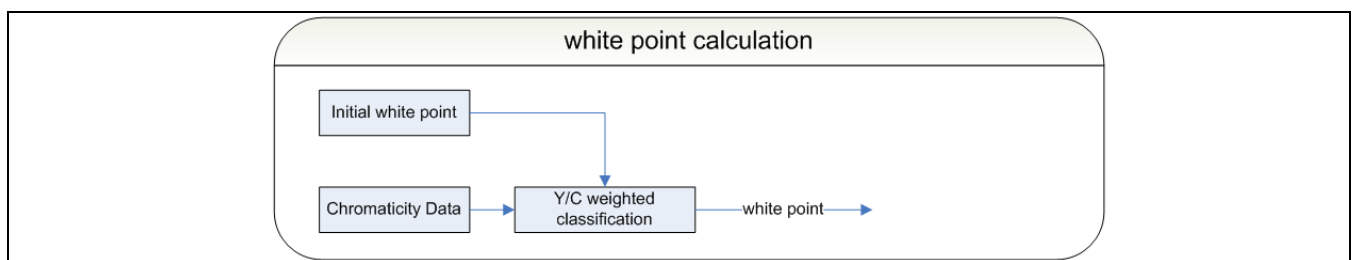 white point calculation
Initial white point
Chromaticity Data
Y/C weighted
classification
white point